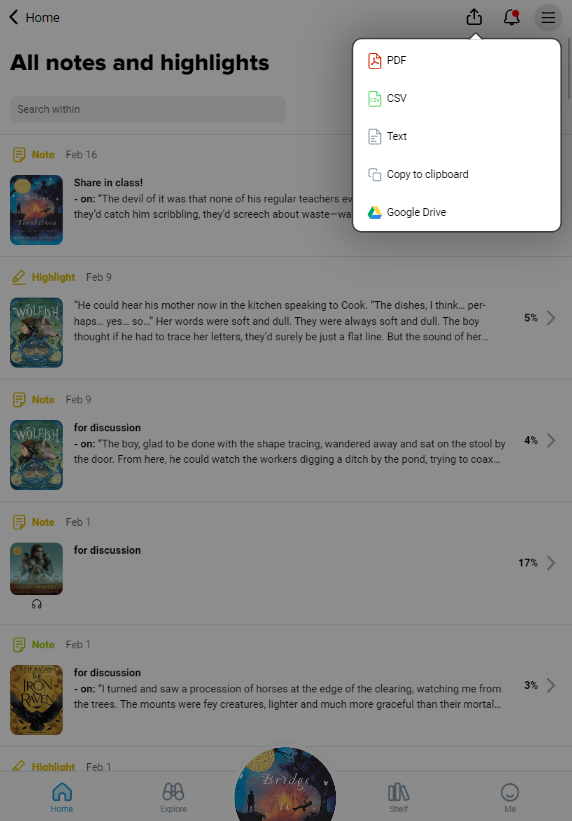 Home
All notes and highlights
Search within
PDF
CSV
CSV
Text
Copy to clipboard
Google Drive
Note Feb 16
Bridge
to
Share in class!
- on: “The devil of it was that none of his regular teachers ev
they’d catch him scribbling, they’d screech about waste—wa
Highlight Feb 9
WOLFISH
“He could hear his mother now in the kitchen speaking to Cook. “The dishes, I think… per-
haps… yes… so…” Her words were soft and dull. They were always soft and dull. The boy
thought if he had to trace her letters, they’d surely be just a flat line. But the sound of her…
5%
Note Feb 9
WOLFISH
for discussion
- on: “The boy, glad to be done with the shape tracing, wandered away and sat on the stool by
the door. From here, he could watch the workers digging a ditch by the pond, trying to coax…
4%
Note Feb 1
for discussion
17%
Note Feb 1
THE
IRON
RAVEN
for discussion
- on: “I turned and saw a procession of horses at the edge of the clearing, watching me from
the trees. The mounts were fey creatures, lighter and much more graceful than their mortal…
3%
Highlight Feb 1
Bridge
to
Home
Explore
Shelf
Me